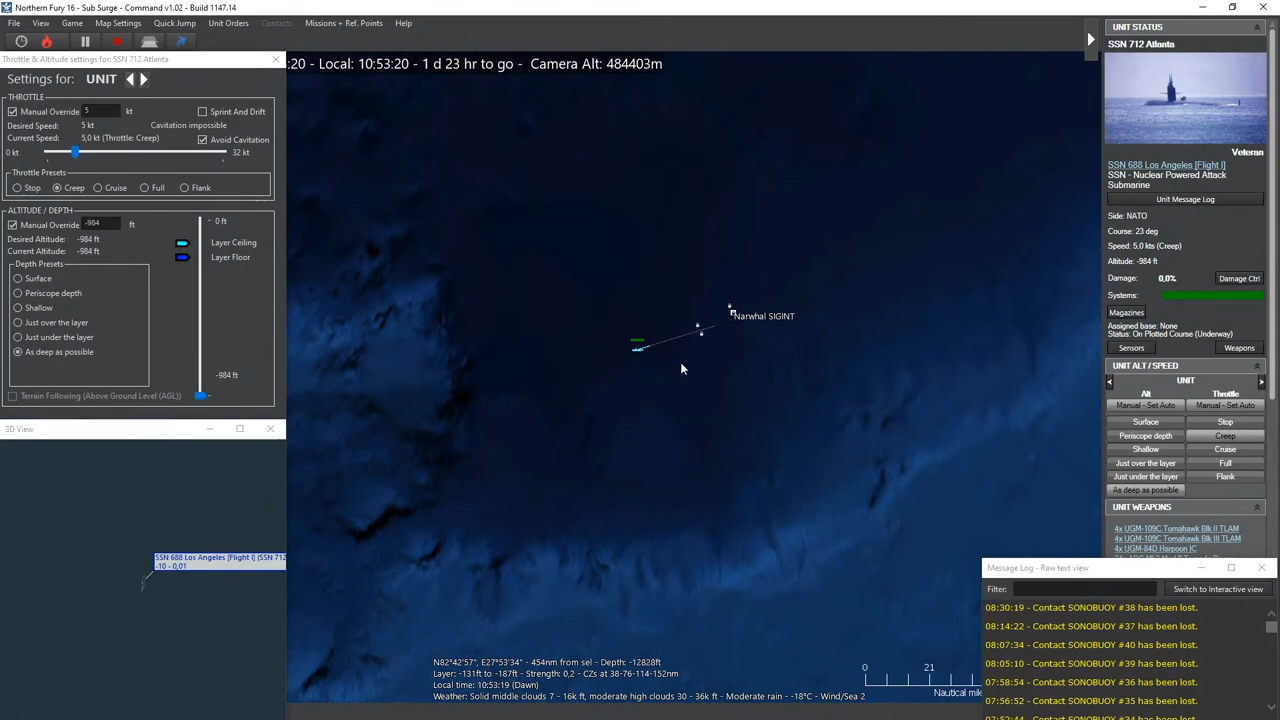 Northern Fury 16 - Sub Surge - Command v1.02 - Build 1147.14
File View Game Map Settings Quick Jump Unit Orders Contacts Missions + Ref. Points Help
:20 - Local: 10:53:20 - 1 d 23 hr to go - Camera Alt: 484403m
Throttle & Altitude settings for: SSN 712 Atlanta
Settings for: UNIT
THROTTLE
Manual Override 5 kt Sprint And Drift
Desired Speed: 5 kt Cavitation impossible
Current Speed: 5,0 kt (Throttle: Creep) Avoid Cavitation
0 kt 32 kt
Throttle Presets
Stop Creep Cruise Full Flank
ALTITUDE / DEPTH
Manual Override -984 ft
0 ft
Desired Altitude: -984 ft
Layer Ceiling
Current Altitude: -984 ft
Layer Floor
Depth Presets
Surface
Periscope depth
Shallow
Just over the layer
Just under the layer
As deep as possible
-984 ft
Terrain Following (Above Ground Level (AGL))
3D View
SSN 688 Los Angeles [Flight I] (SSN 712
-10 - 0,01
Narwhal SIGINT
N82°42'57", E27°53'34" - 454nm from sel - Depth: -12828ft
Layer: -131ft to -187ft - Strength: 0,2 - CZs at 38-76-114-152nm
Local time: 10:53:19 (Dawn)
Weather: Solid middle clouds 7 - 16k ft, moderate high clouds 30 - 36k ft - Moderate rain - -18°C - Wind/Sea 2
0 21
Nautical mile
UNIT STATUS
SSN 712 Atlanta
Veteran
SSN 688 Los Angeles [Flight I]
SSN - Nuclear Powered Attack
Submarine
Unit Message Log
Side: NATO
Course: 23 deg
Speed: 5,0 kts (Creep)
Altitude: -984 ft
Damage: 0,0% Damage Ctrl
Systems:
Magazines
Assigned base: None
Status: On Plotted Course (Underway)
Sensors Weapons
UNIT ALT / SPEED
UNIT
Alt Throttle
Manual - Set Auto Manual - Set Auto
Surface Stop
Periscope depth Creep
Shallow Cruise
Just over the layer Full
Just under the layer Flank
As deep as possible
UNIT WEAPONS
4x UGM-109C Tomahawk Blk II TLAM
4x UGM-109C Tomahawk Blk III TLAM
4x UGM-84D Harpoon IC
Message Log - Raw text view
Filter: Switch to Interactive view
08:30:19 - Contact SONOBUOY #38 has been lost.
08:14:22 - Contact SONOBUOY #37 has been lost.
08:07:34 - Contact SONOBUOY #40 has been lost.
08:05:10 - Contact SONOBUOY #39 has been lost.
07:58:54 - Contact SONOBUOY #36 has been lost.
07:56:52 - Contact SONOBUOY #35 has been lost.